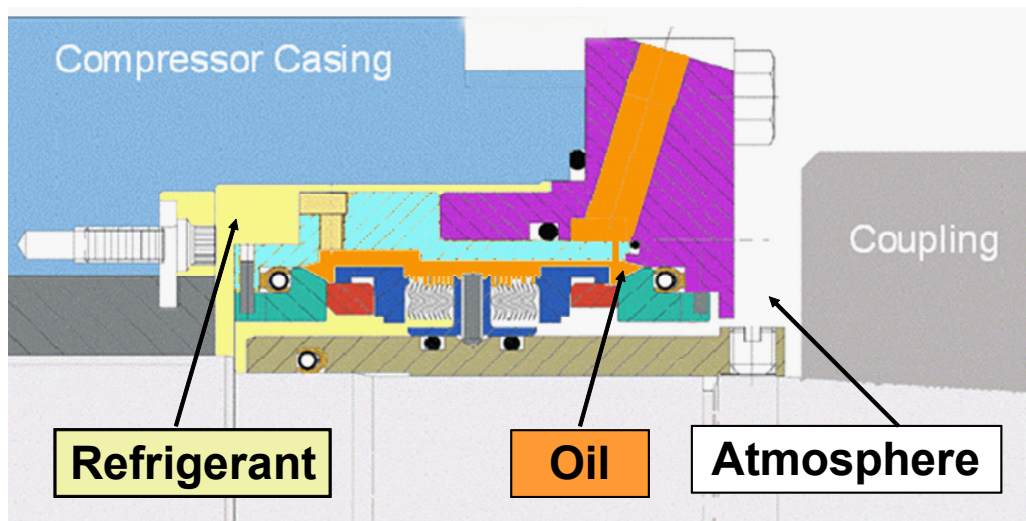 Compressor Casing
Coupling
Refrigerant
Oil
Atmosphere